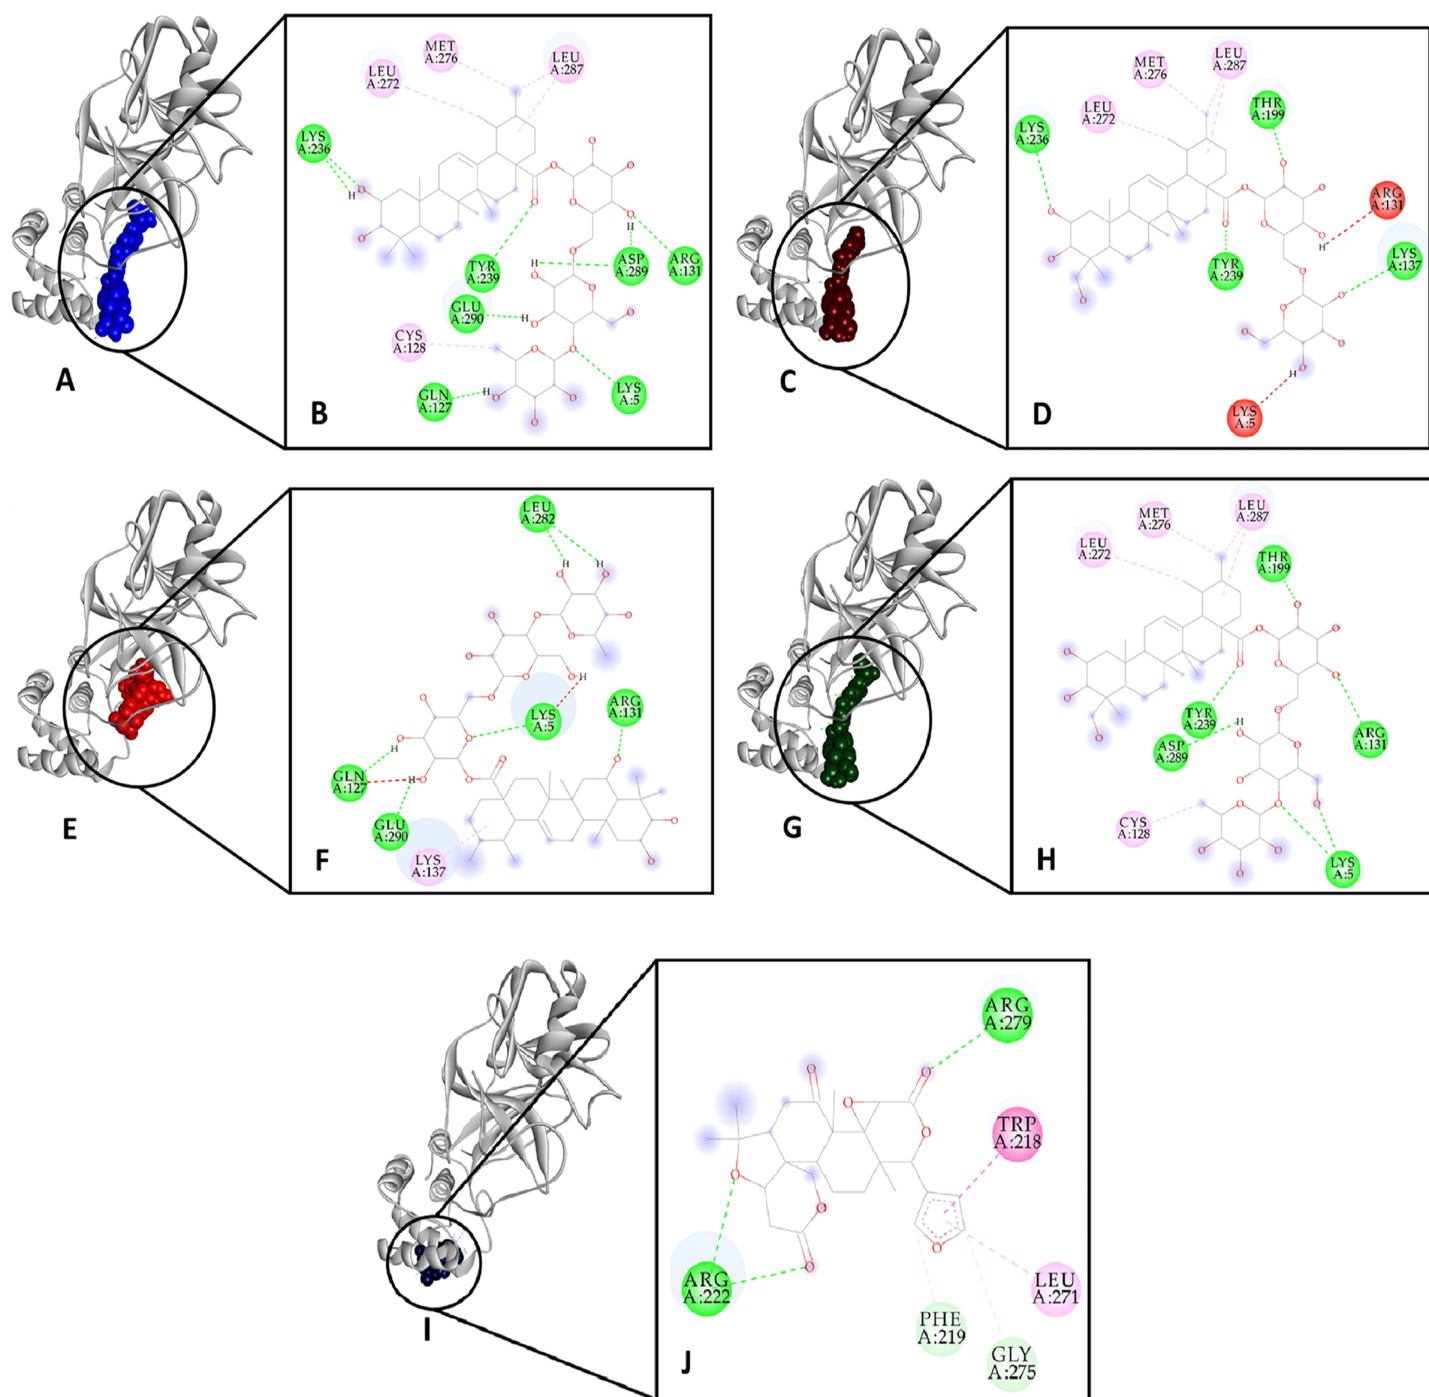 MET
A:276
LEU
A:287
LEU
A:272
LYS
A:236
H
TYR
A:239
H
H
ASP
A:289
ARG
A:131
GLU
A:290
H
CYS
A:128
GLN
A:127
H
LYS
A:5
A
B
MET
A:276
LEU
A:287
LEU
A:272
THR
A:199
LYS
A:236
ARG
A:131
H
LYS
A:137
TYR
A:239
H
LYS
A:5
C
D
LEU
A:282
H
H
H
LYS
A:5
ARG
A:131
H
GLN
A:127
H
GLU
A:290
LYS
A:137
E
F
MET
A:276
LEU
A:287
LEU
A:272
THR
A:199
TYR
A:239
H
ASP
A:289
ARG
A:131
CYS
A:128
LYS
A:5
G
H
ARG
A:279
TRP
A:218
ARG
A:222
LEU
A:271
PHE
A:219
GLY
A:275
I
J